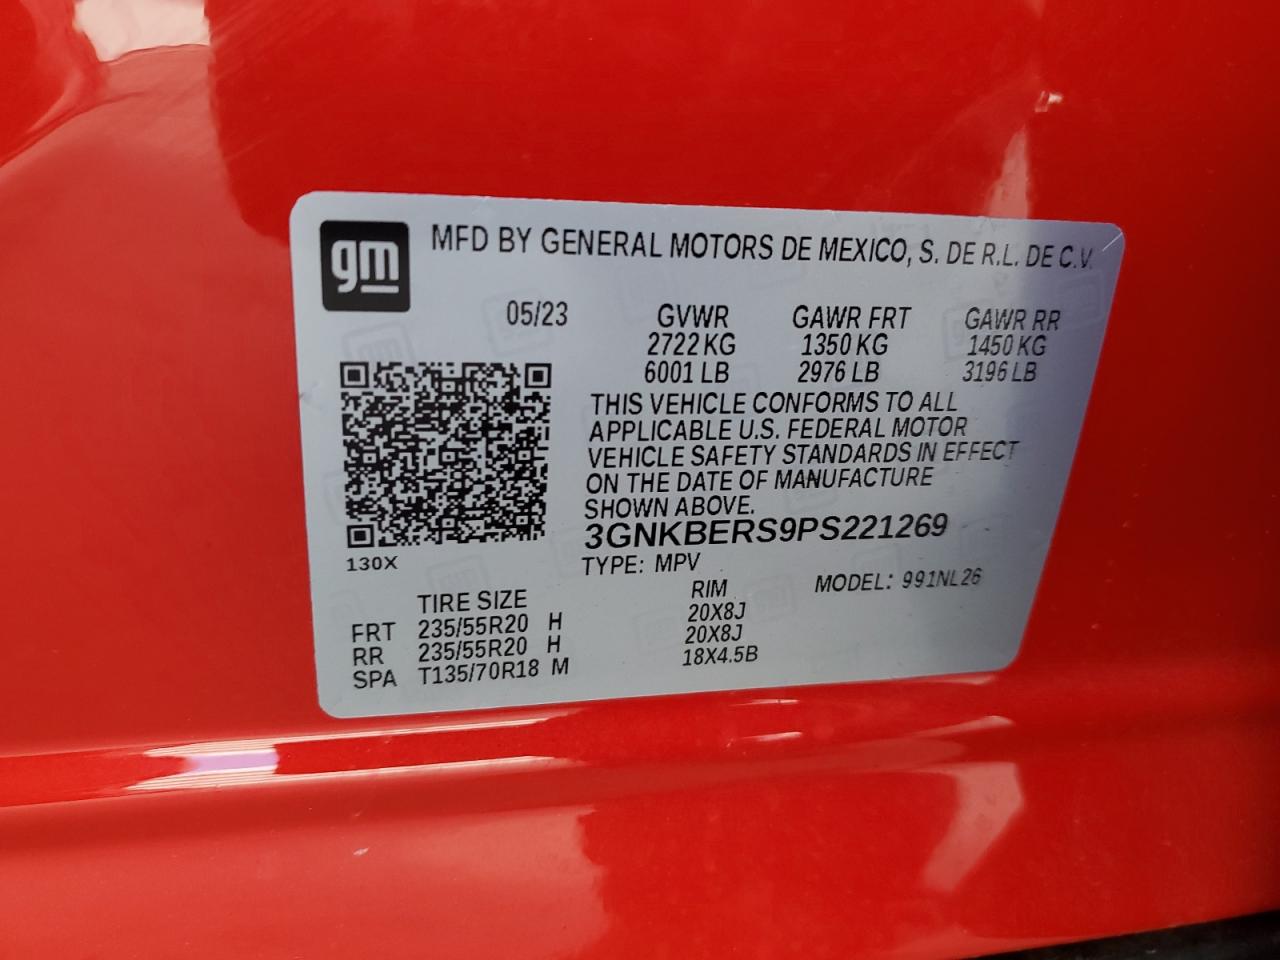 gm
MFD BY GENERAL MOTORS DE MEXICO, S. DE R.L. DE C.V.
05/23 GVWR GAWR FRT GAWR RR
2722 KG 1350 KG 1450 KG
6001 LB 2976 LB 3196 LB
THIS VEHICLE CONFORMS TO ALL
APPLICABLE U.S. FEDERAL MOTOR
VEHICLE SAFETY STANDARDS IN EFFECT
ON THE DATE OF MANUFACTURE
SHOWN ABOVE.
3GNKBERS9PS221269
130X TYPE: MPV MODEL: 991NL26
TIRE SIZE RIM
FRT 235/55R20 H 20X8J
RR 235/55R20 H 20X8J
SPA T135/70R18 M 18X4.5B